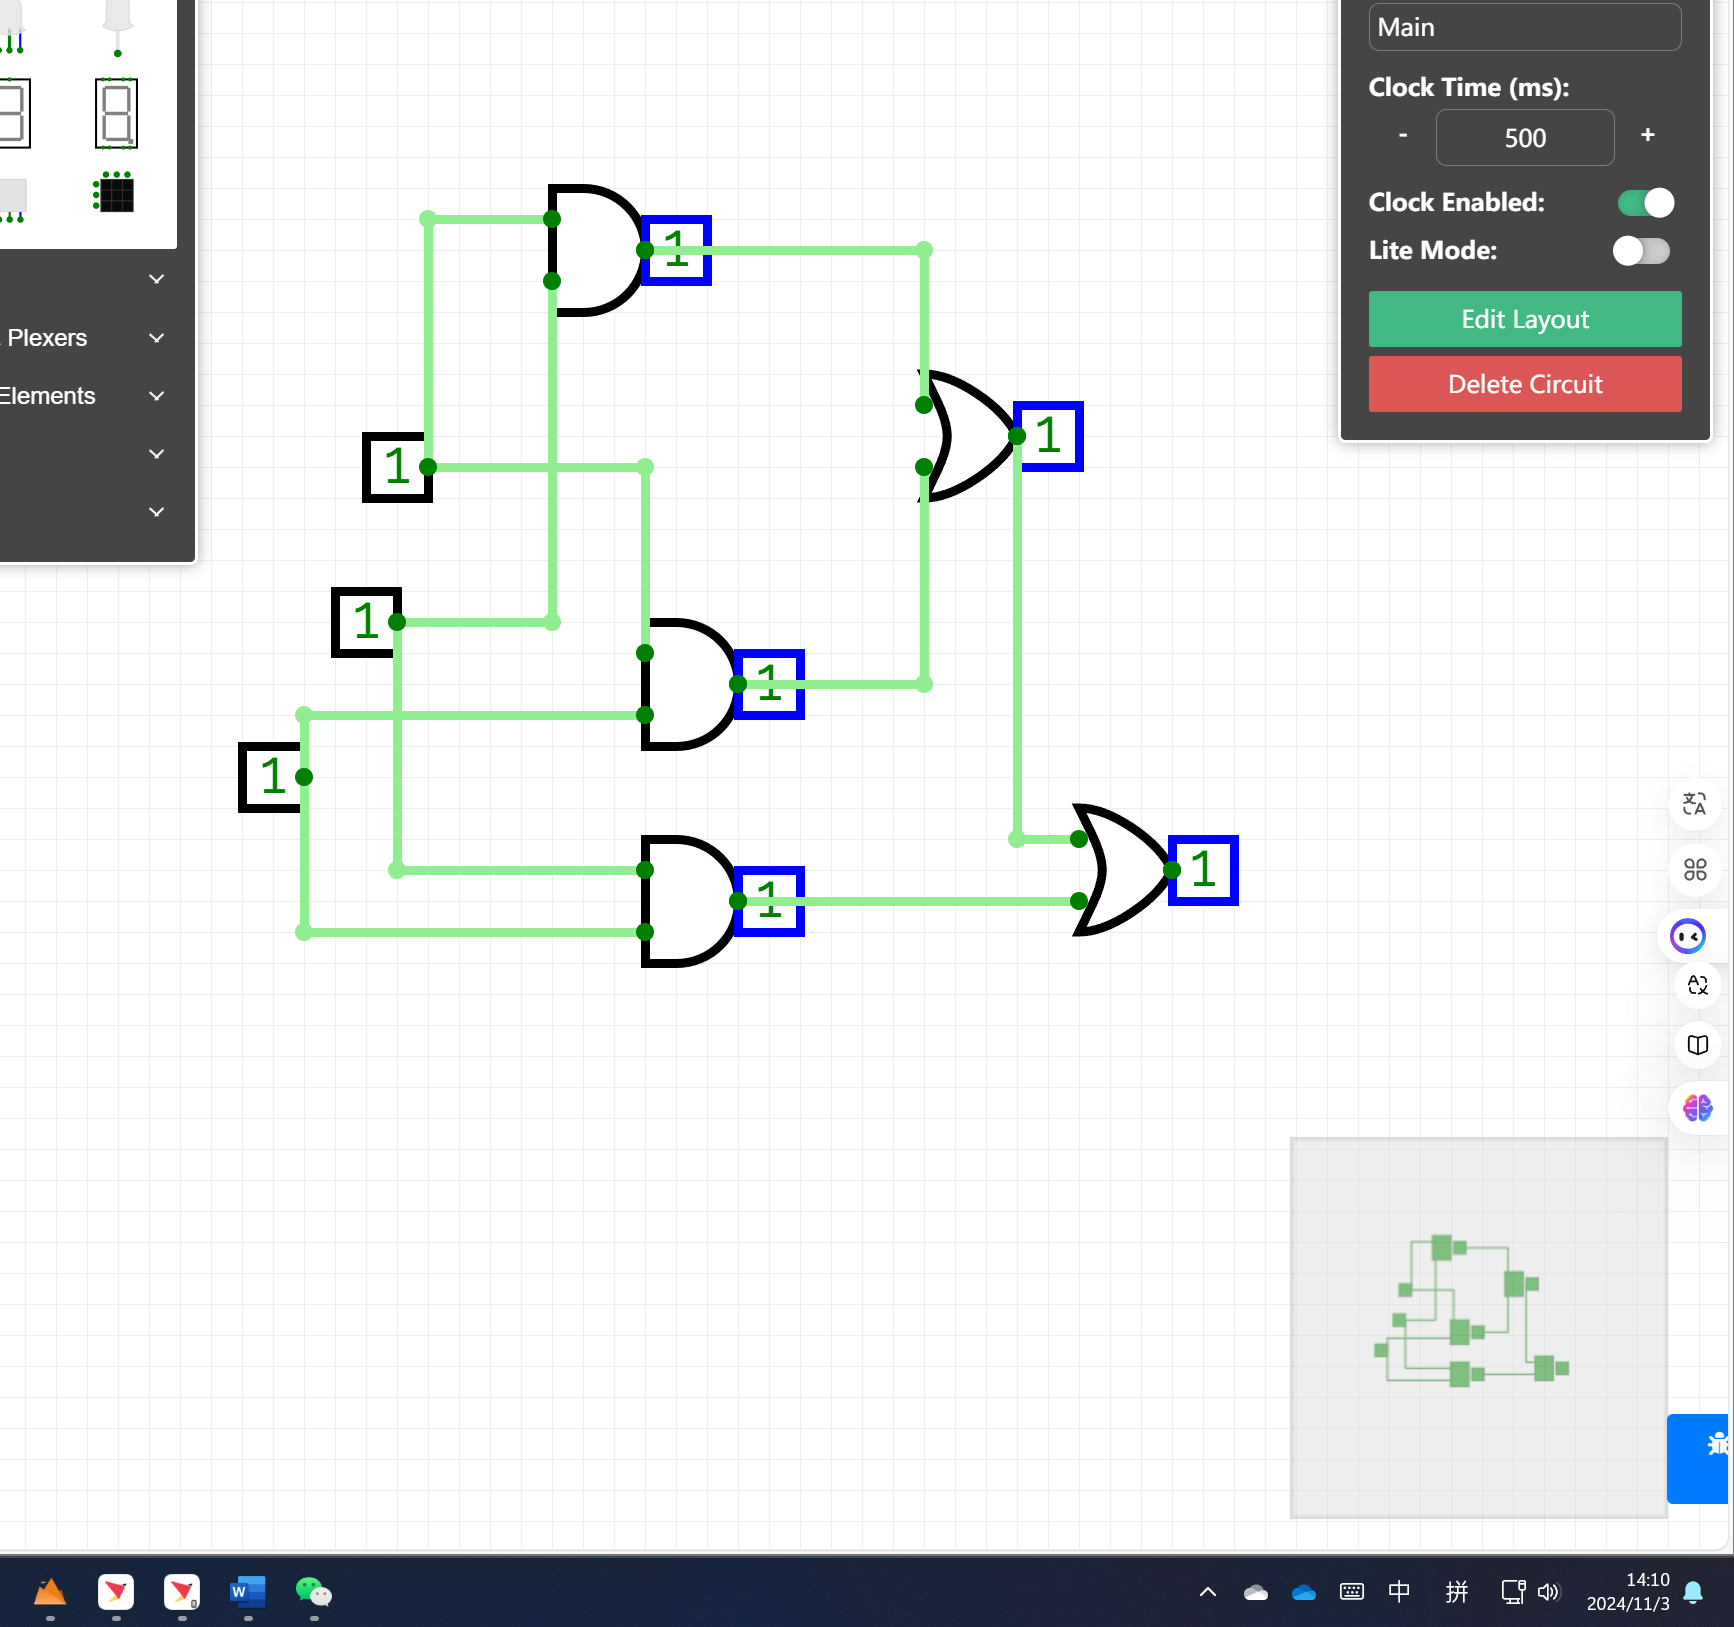 Main
Clock Time (ms):
- 500 +
Clock Enabled:
Lite Mode:
Edit Layout
Delete Circuit
Plexers
Elements
1
1
1
1
1
1
1
1
W
中
拼
14:10
2024/11/3